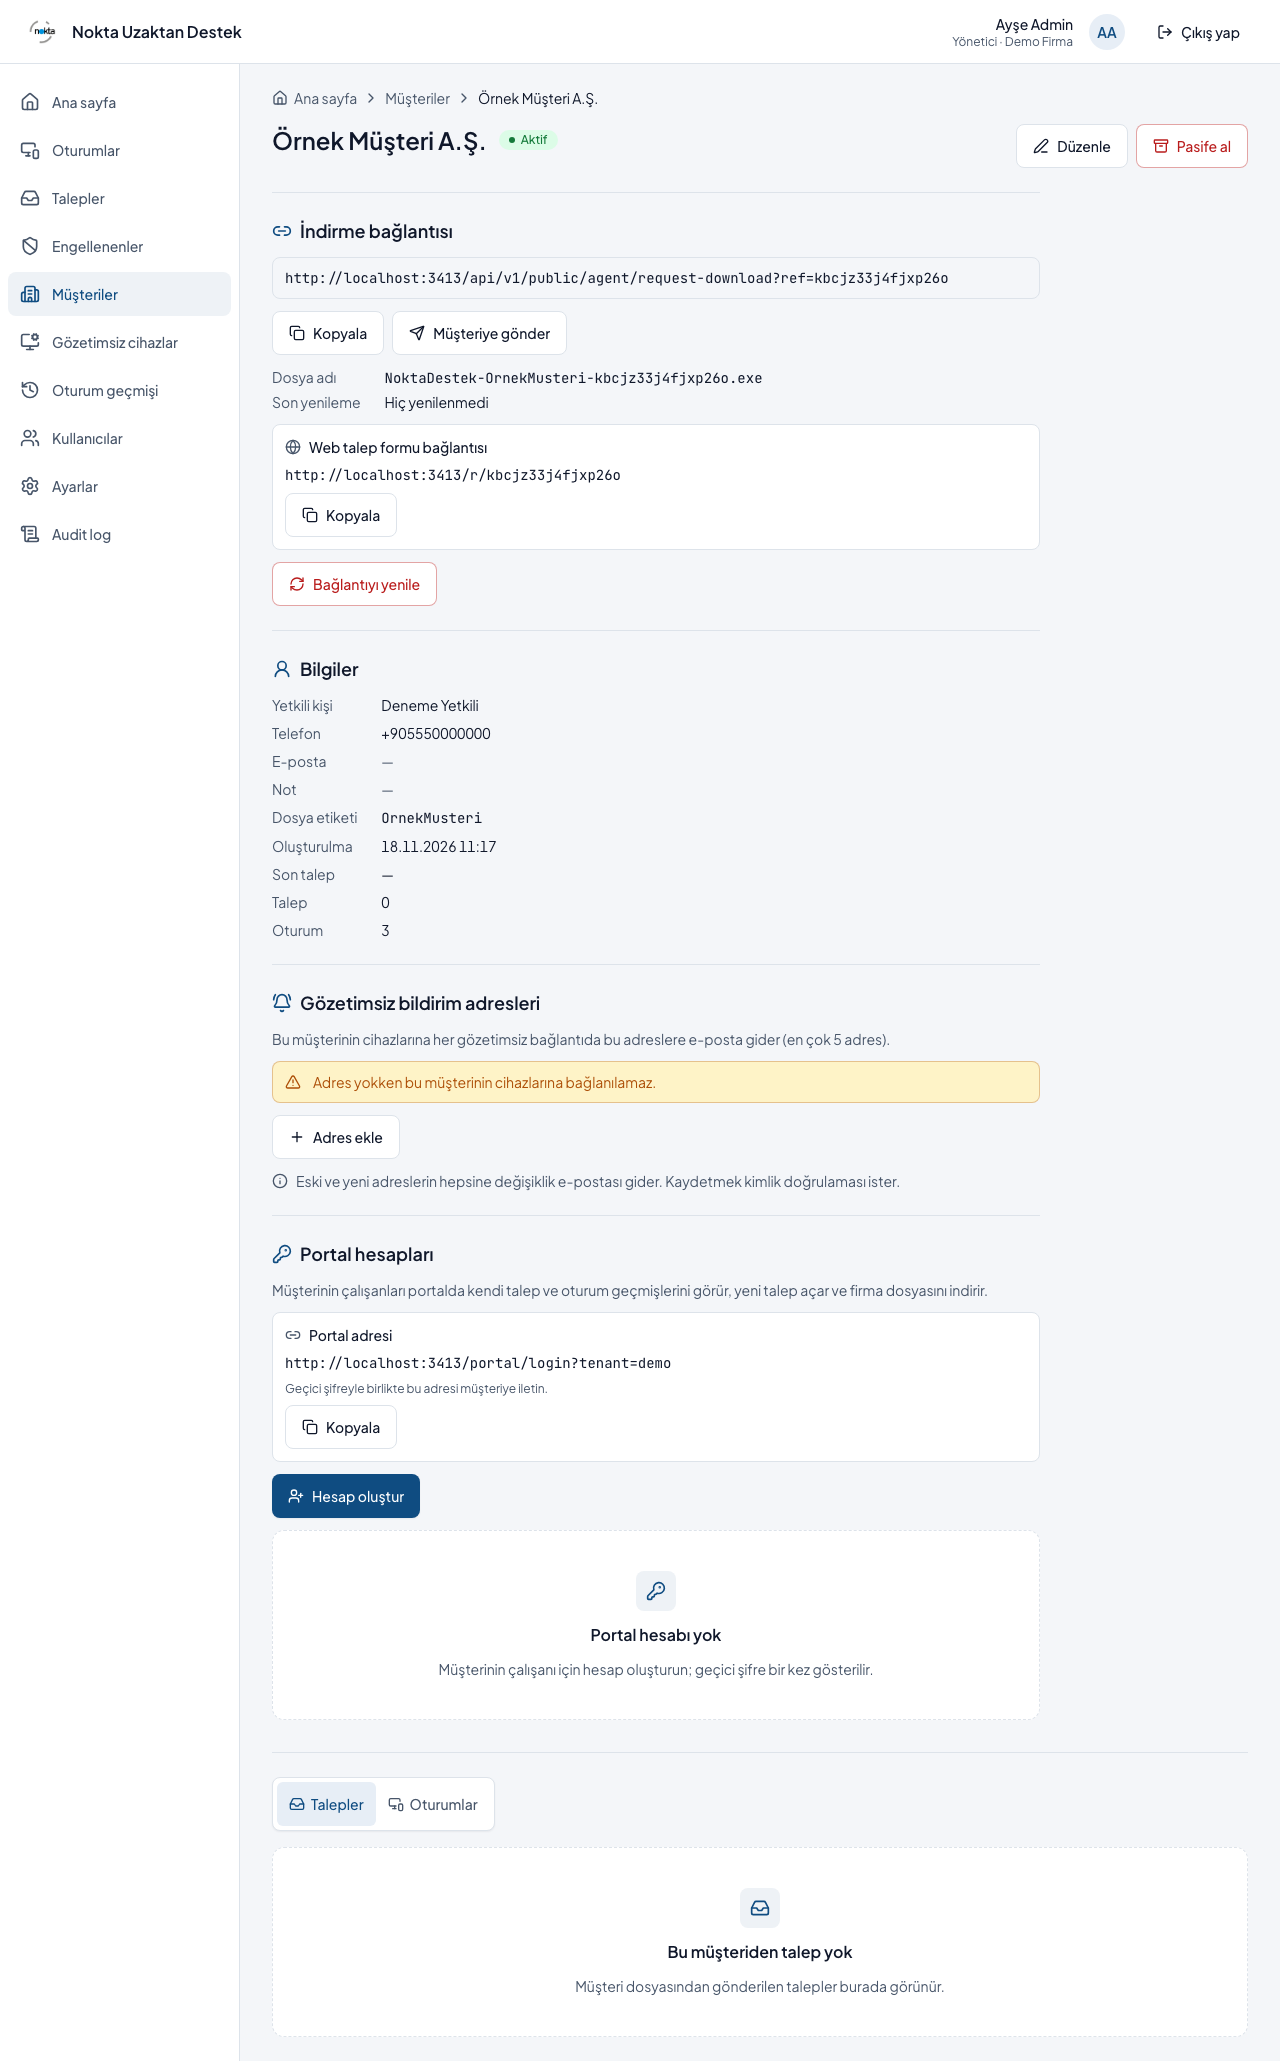 nokta
Nokta Uzaktan Destek
Ayşe Admin
Yönetici · Demo Firma
AA
Çıkış yap
Ana sayfa
Oturumlar
Talepler
Engellenenler
Müşteriler
Gözetimsiz cihazlar
Oturum geçmişi
Kullanıcılar
Ayarlar
Audit log
Ana sayfa > Müşteriler > Örnek Müşteri A.Ş.
Örnek Müşteri A.Ş.
Aktif
Düzenle
Pasife al
İndirme bağlantısı
http://localhost:3413/api/v1/public/agent/request-download?ref=kbcjz33j4fjxp26o
Kopyala
Müşteriye gönder
Dosya adı NoktaDestek-OrnekMusteri-kbcjz33j4fjxp26o.exe
Son yenileme Hiç yenilenmedi
Web talep formu bağlantısı
http://localhost:3413/r/kbcjz33j4fjxp26o
Kopyala
Bağlantıyı yenile
Bilgiler
Yetkili kişi Deneme Yetkili
Telefon +905550000000
E-posta —
Not —
Dosya etiketi OrnekMusteri
Oluşturulma 18.11.2026 11:17
Son talep —
Talep 0
Oturum 3
Gözetimsiz bildirim adresleri
Bu müşterinin cihazlarına her gözetimsiz bağlantıda bu adreslere e-posta gider (en çok 5 adres).
Adres yokken bu müşterinin cihazlarına bağlanılamaz.
Adres ekle
Eski ve yeni adreslerin hepsine değişiklik e-postası gider. Kaydetmek kimlik doğrulaması ister.
Portal hesapları
Müşterinin çalışanları portalda kendi talep ve oturum geçmişlerini görür, yeni talep açar ve firma dosyasını indirir.
Portal adresi
http://localhost:3413/portal/login?tenant=demo
Geçici şifreyle birlikte bu adresi müşteriye iletin.
Kopyala
Hesap oluştur
Portal hesabı yok
Müşterinin çalışanı için hesap oluşturun; geçici şifre bir kez gösterilir.
Talepler
Oturumlar
Bu müşteriden talep yok
Müşteri dosyasından gönderilen talepler burada görünür.